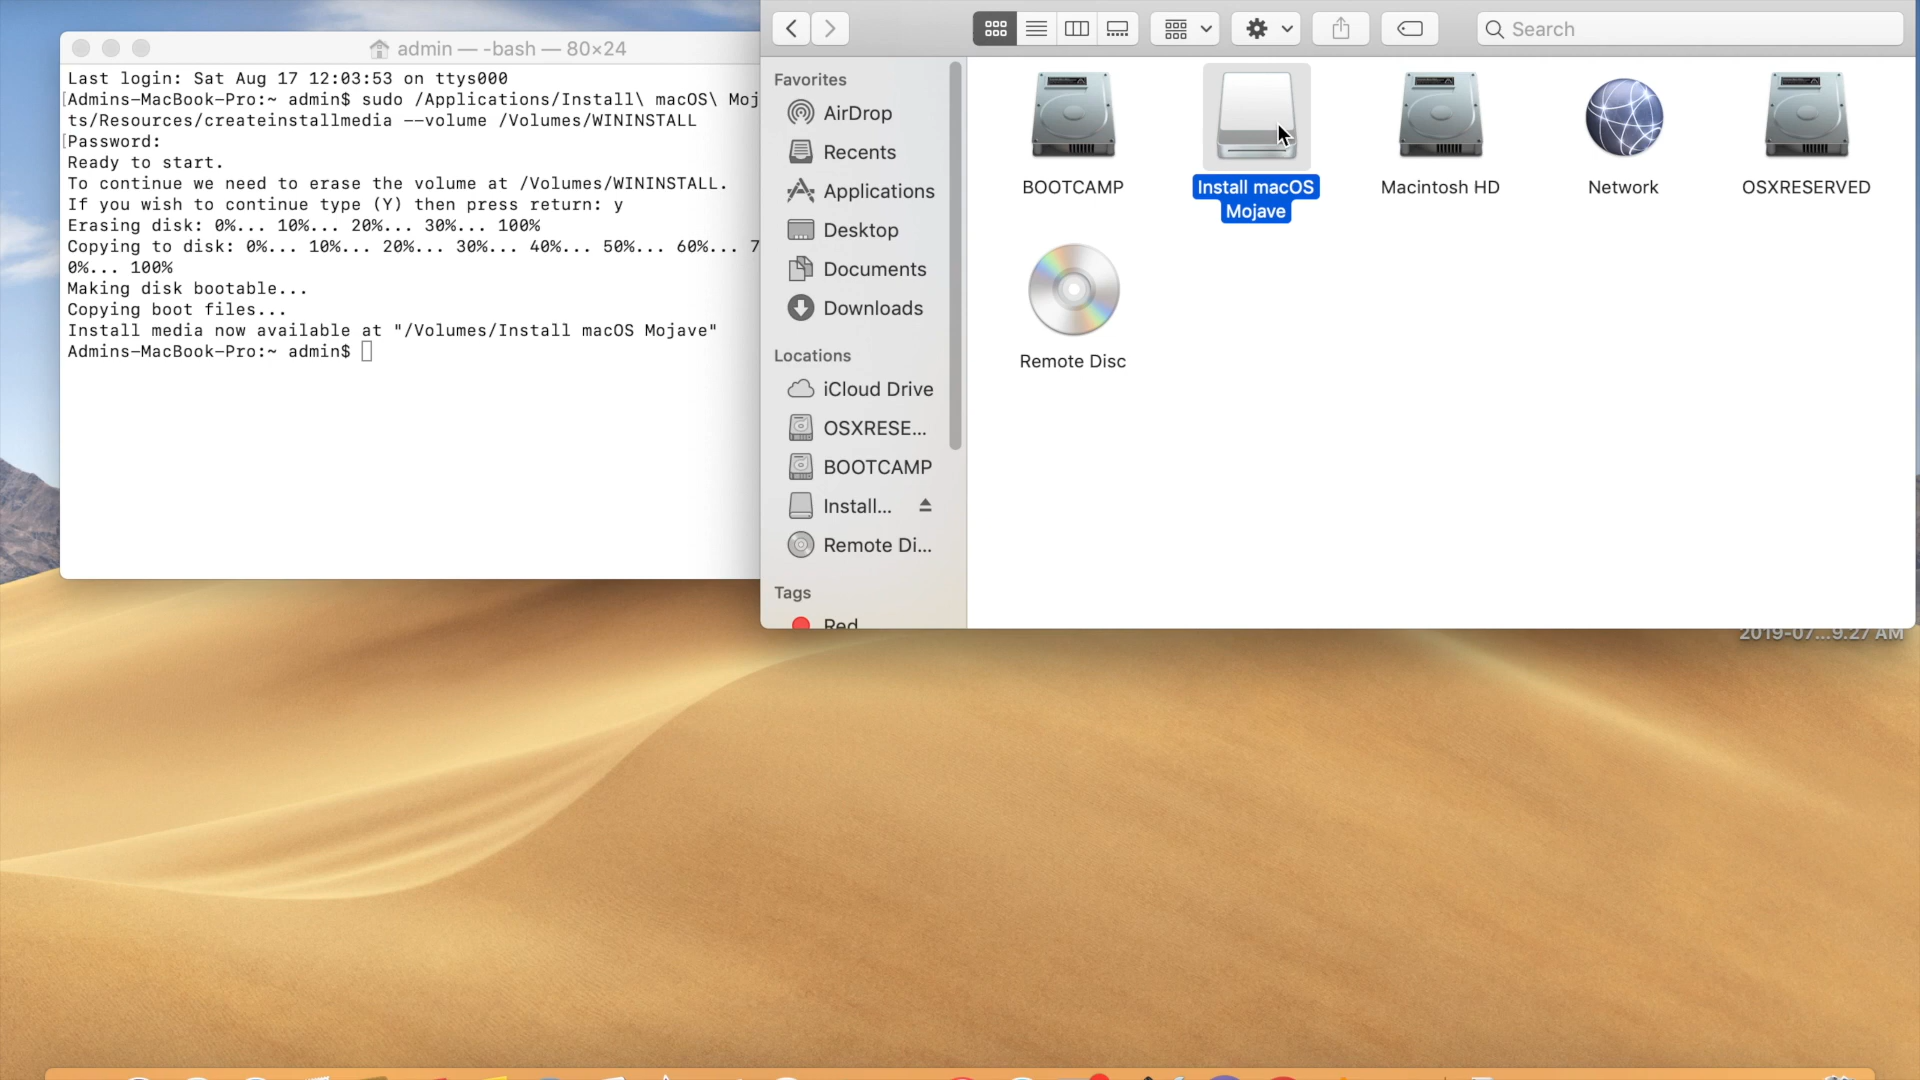 admin — -bash — 80×24
Last login: Sat Aug 17 12:03:53 on ttys000
[Admins-MacBook-Pro:~ admin$ sudo /Applications/Install\ macOS\ Moj
ts/Resources/createinstallmedia --volume /Volumes/WININSTALL
[Password:
Ready to start.
To continue we need to erase the volume at /Volumes/WININSTALL.
If you wish to continue type (Y) then press return: y
Erasing disk: 0%... 10%... 20%... 30%... 100%
Copying to disk: 0%... 10%... 20%... 30%... 40%... 50%... 60%... 7
0%... 100%
Making disk bootable...
Copying boot files...
Install media now available at "/Volumes/Install macOS Mojave"
Admins-MacBook-Pro:~ admin$
Search
Favorites
AirDrop
Recents
Applications
Desktop
Documents
Downloads
Locations
iCloud Drive
OSXRESE...
BOOTCAMP
Install...
Remote Di...
Tags
Red
BOOTCAMP
Install macOS
Mojave
Macintosh HD
Network
OSXRESERVED
Remote Disc
2019-07...9.27 AM